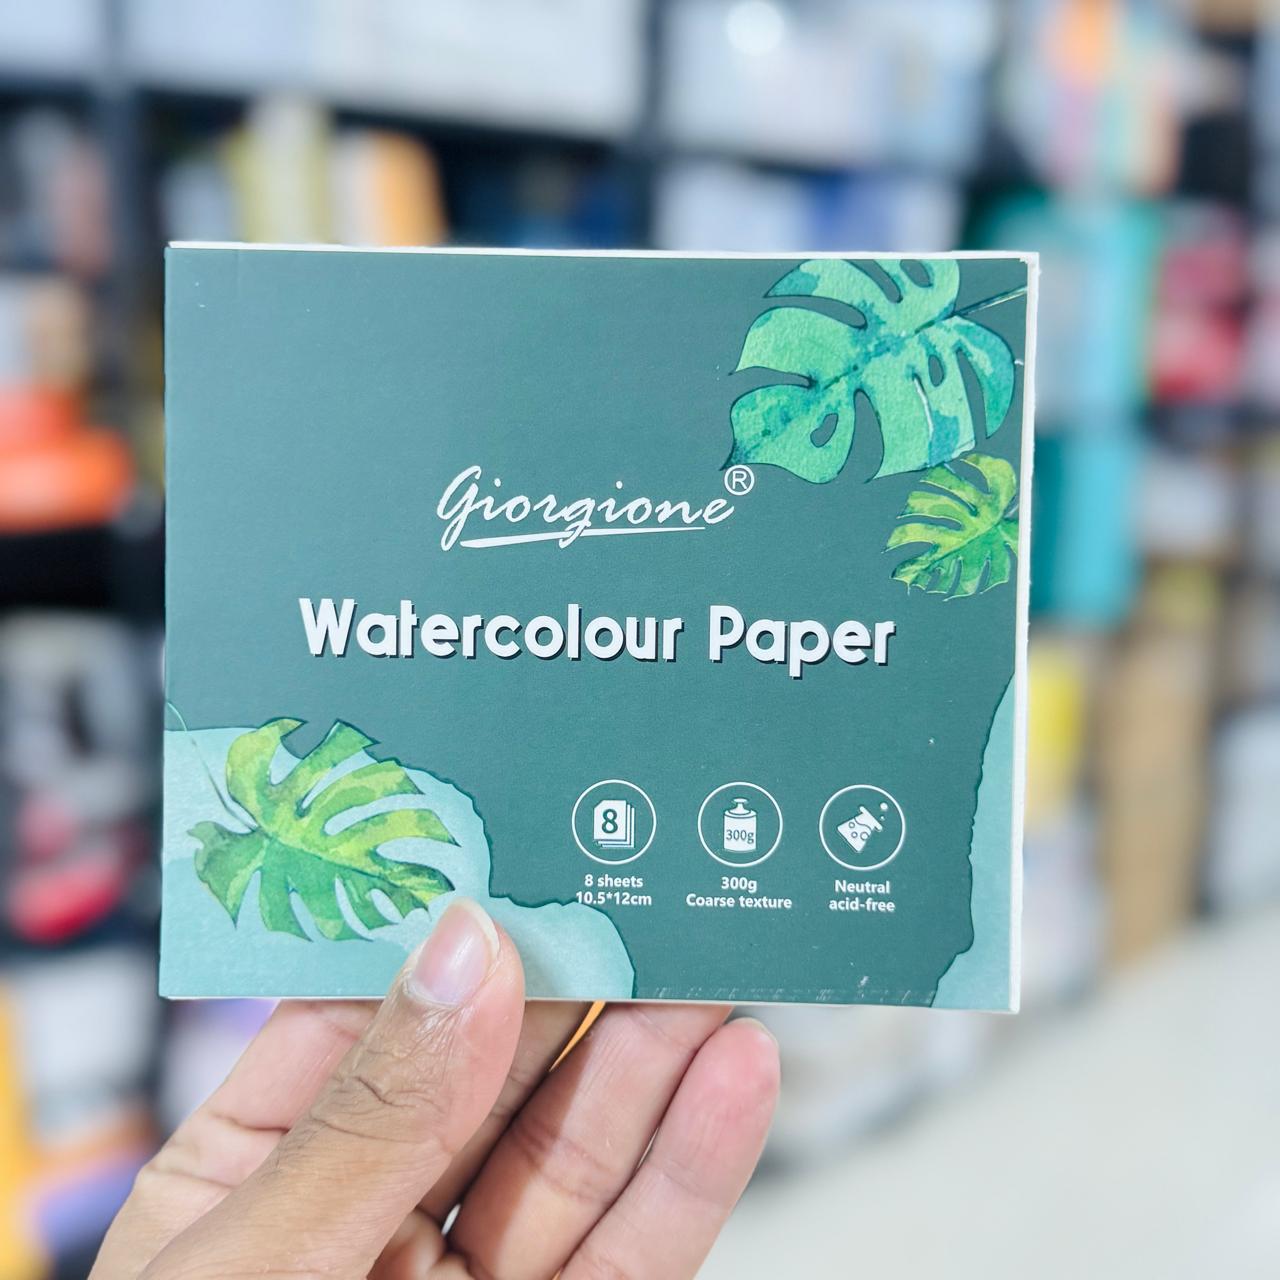 Giorgione®
Watercolour Paper
8
300g
8 sheets
10.5*12cm
300g
Coarse texture
Neutral
acid-free